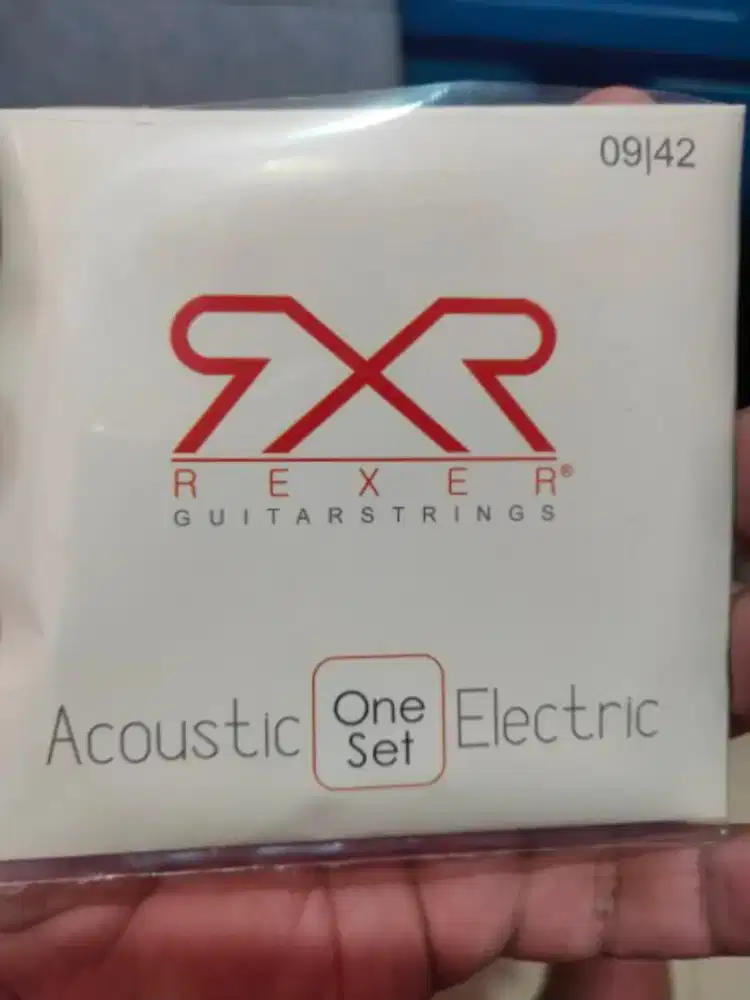 09|42
RXR
REXER®
GUITARSTRINGS
Acoustic One Set Electric